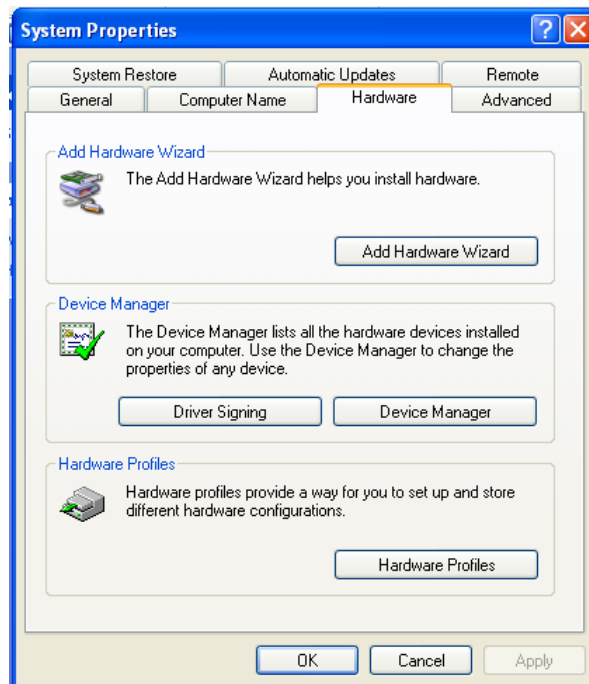 System Properties
System Restore Automatic Updates Remote
General Computer Name Hardware Advanced
Add Hardware Wizard
The Add Hardware Wizard helps you install hardware.
Add Hardware Wizard
Device Manager
The Device Manager lists all the hardware devices installed
on your computer. Use the Device Manager to change the
properties of any device.
Driver Signing Device Manager
Hardware Profiles
Hardware profiles provide a way for you to set up and store
different hardware configurations.
Hardware Profiles
OK Cancel Apply